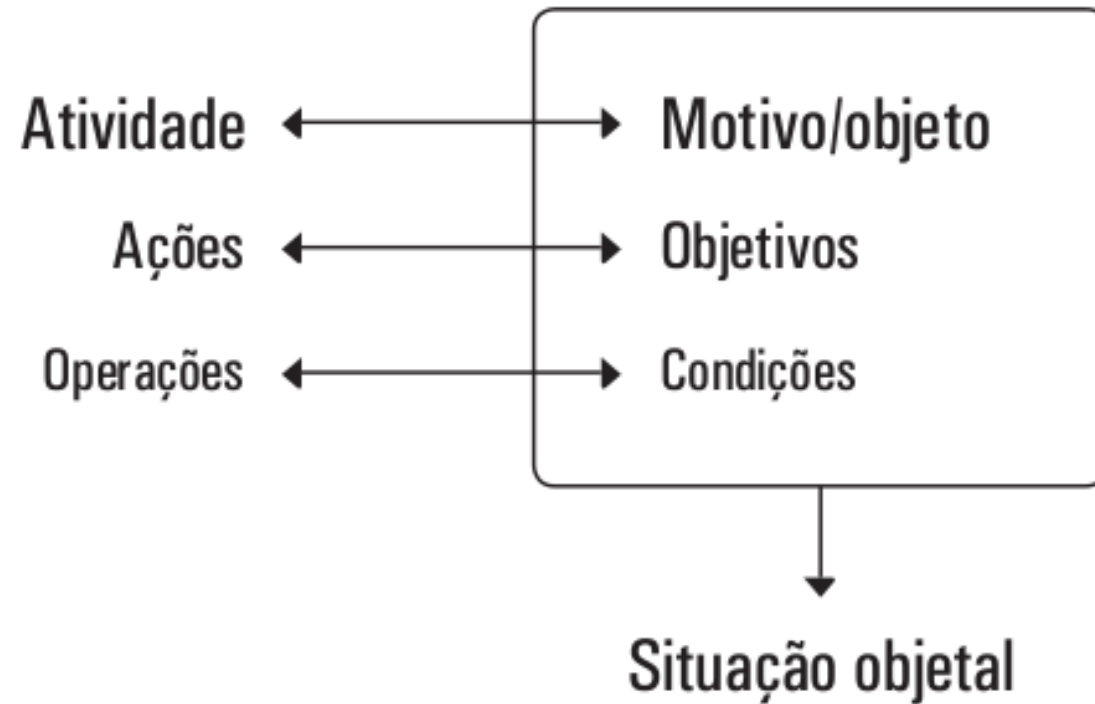 Atividade Motivo/objeto
Ações Objetivos
Operações Condições
Situação objetal